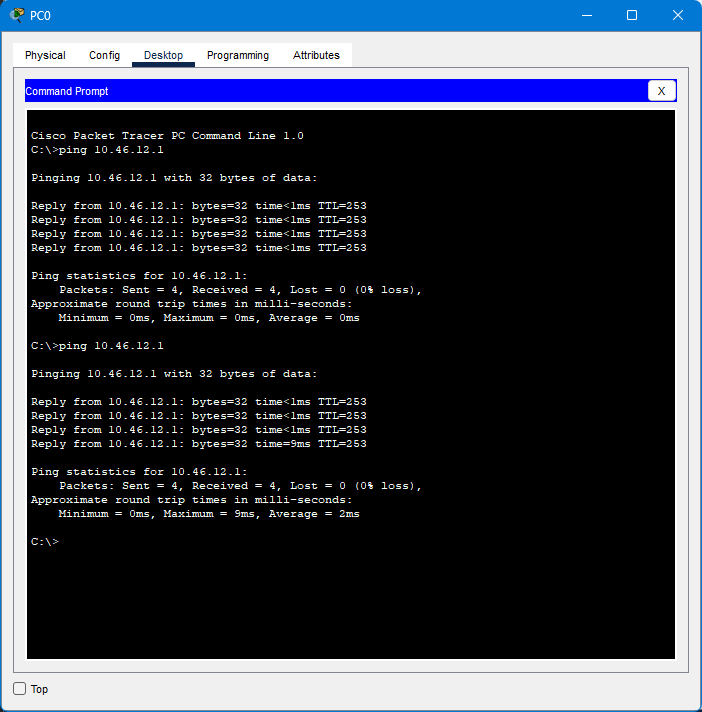 PC0
Physical Config Desktop Programming Attributes
Command Prompt X
Cisco Packet Tracer PC Command Line 1.0
C:\>ping 10.46.12.1
Pinging 10.46.12.1 with 32 bytes of data:
Reply from 10.46.12.1: bytes=32 time<1ms TTL=253
Reply from 10.46.12.1: bytes=32 time<1ms TTL=253
Reply from 10.46.12.1: bytes=32 time<1ms TTL=253
Reply from 10.46.12.1: bytes=32 time<1ms TTL=253
Ping statistics for 10.46.12.1:
Packets: Sent = 4, Received = 4, Lost = 0 (0% loss),
Approximate round trip times in milli-seconds:
Minimum = 0ms, Maximum = 0ms, Average = 0ms
C:\>ping 10.46.12.1
Pinging 10.46.12.1 with 32 bytes of data:
Reply from 10.46.12.1: bytes=32 time<1ms TTL=253
Reply from 10.46.12.1: bytes=32 time<1ms TTL=253
Reply from 10.46.12.1: bytes=32 time<1ms TTL=253
Reply from 10.46.12.1: bytes=32 time=9ms TTL=253
Ping statistics for 10.46.12.1:
Packets: Sent = 4, Received = 4, Lost = 0 (0% loss),
Approximate round trip times in milli-seconds:
Minimum = 0ms, Maximum = 9ms, Average = 2ms
C:\>
Top